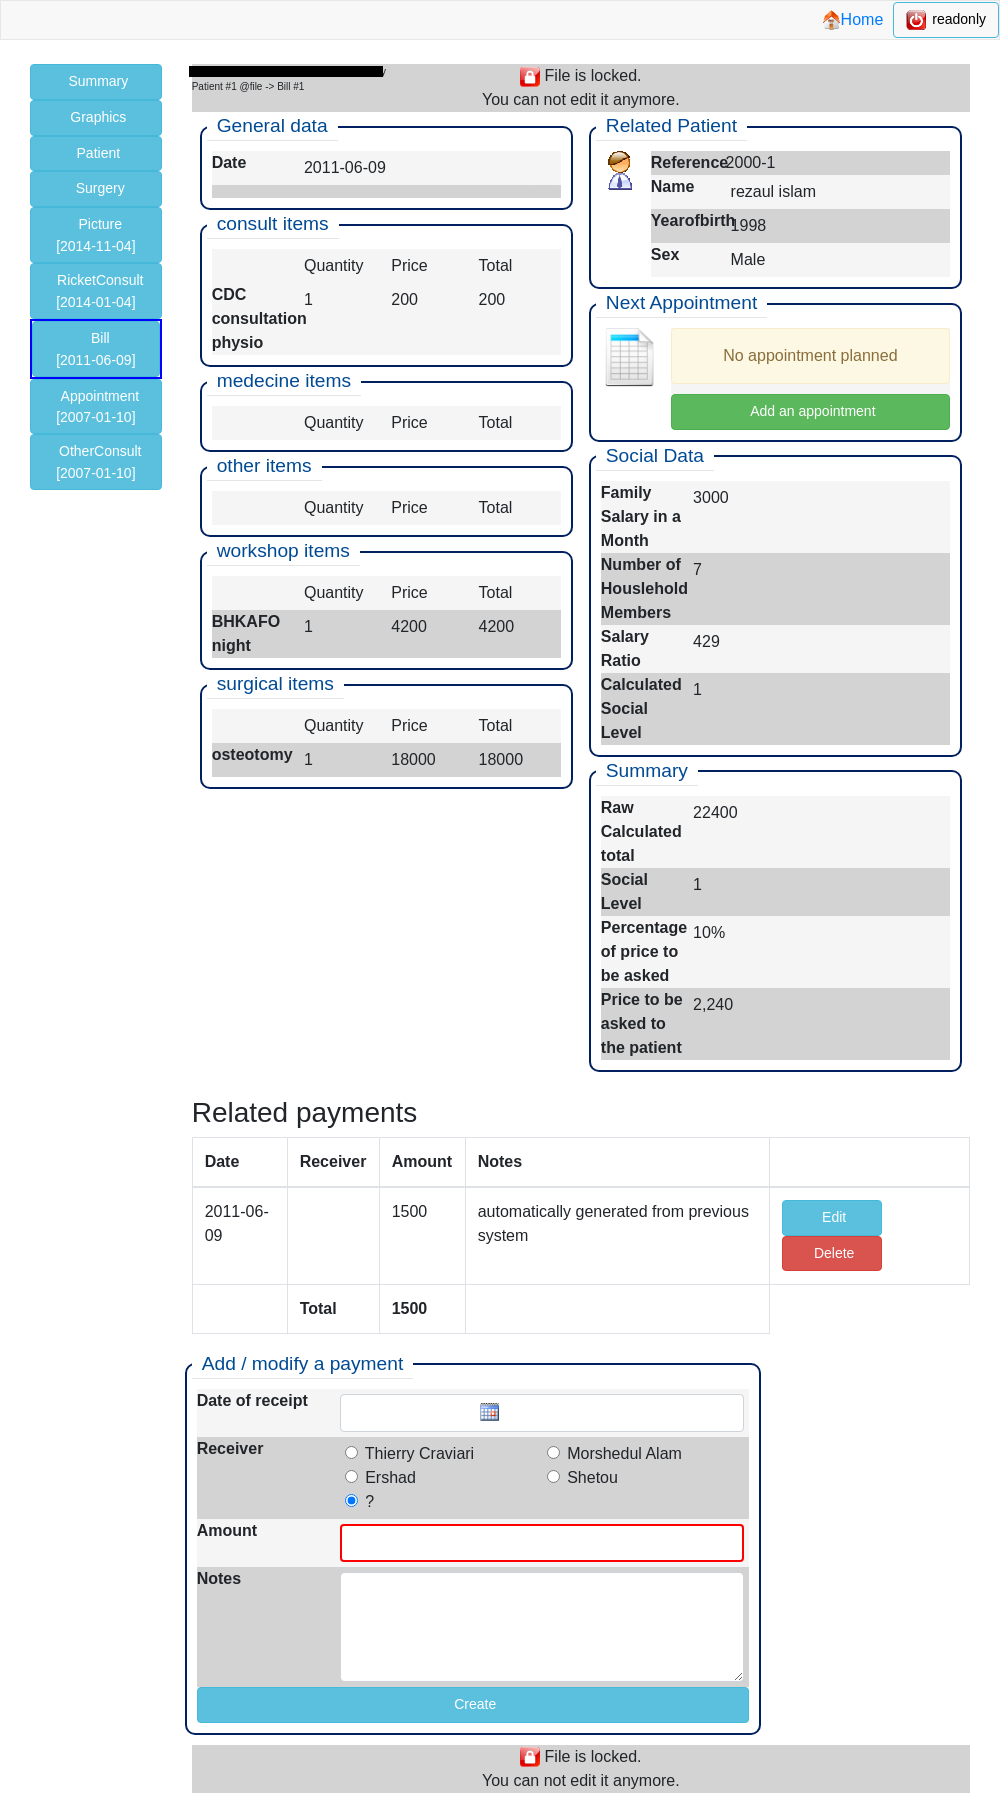 Home
readonly
Summary
Graphics
Patient
Surgery
Picture
[2014-11-04]
RicketConsult
[2014-01-04]
Bill
[2011-06-09]
Appointment
[2007-01-10]
OtherConsult
[2007-01-10]
Patient #1 @file -> Bill #1
File is locked.
You can not edit it anymore.
General data
Date 2011-06-09
consult items
Quantity Price Total
CDC consultation physio 1 200 200
medecine items
Quantity Price Total
other items
Quantity Price Total
workshop items
Quantity Price Total
BHKAFO night 1 4200 4200
surgical items
Quantity Price Total
osteotomy 1 18000 18000
Related Patient
Reference 2000-1
Name rezaul islam
Yearofbirth 1998
Sex Male
Next Appointment
No appointment planned
Add an appointment
Social Data
Family Salary in a Month 3000
Number of Houslehold Members 7
Salary Ratio 429
Calculated Social Level 1
Summary
Raw Calculated total 22400
Social Level 1
Percentage of price to be asked 10%
Price to be asked to the patient 2,240
Related payments
Date Receiver Amount Notes
2011-06-09 1500 automatically generated from previous system
Edit
Delete
Total 1500
Add / modify a payment
Date of receipt
Receiver
Thierry Craviari Morshedul Alam
Ershad Shetou
?
Amount
Notes
Create
File is locked.
You can not edit it anymore.